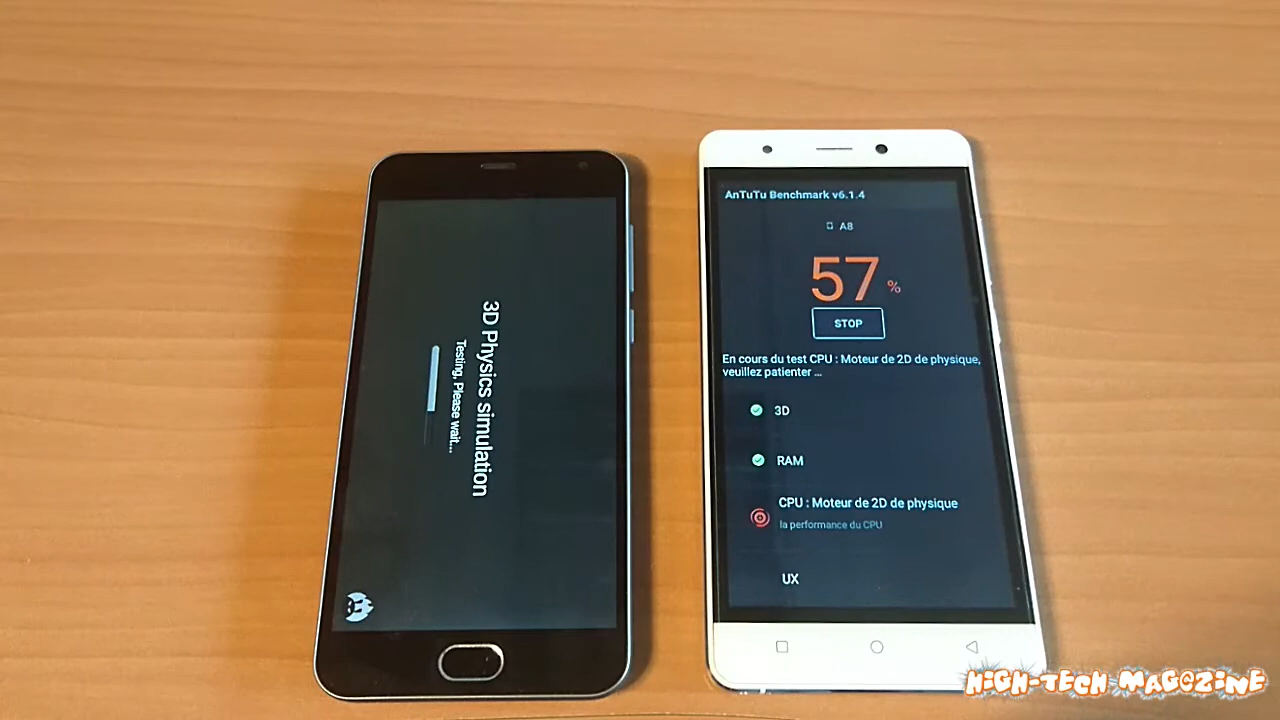 3D Physics simulation
Testing, Please wait...
AnTuTu Benchmark v6.1.4
A8
57 %
STOP
En cours du test CPU : Moteur de 2D de physique,
veuillez patienter ...
3D
RAM
CPU : Moteur de 2D de physique
la performance du CPU
UX
HIGH-TECH MAGAZINE